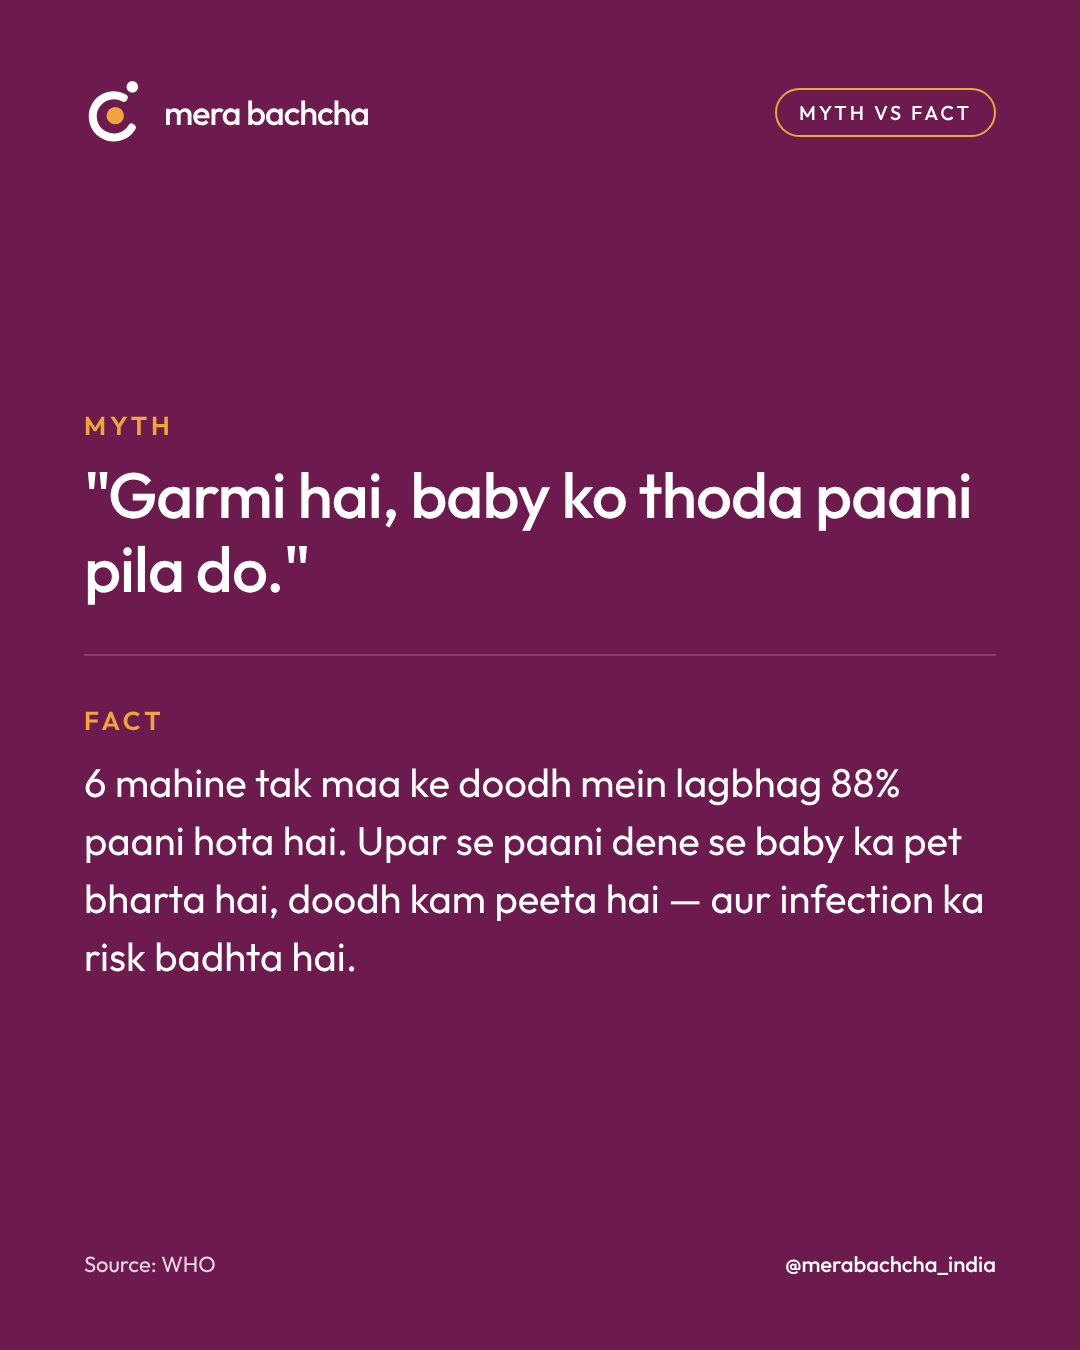 mera bachcha
MYTH VS FACT
MYTH
"Garmi hai, baby ko thoda paani
pila do."
FACT
6 mahine tak maa ke doodh mein lagbhag 88%
paani hota hai. Upar se paani dene se baby ka pet
bharta hai, doodh kam peeta hai — aur infection ka
risk badhta hai.
Source: WHO
@merabachcha_india